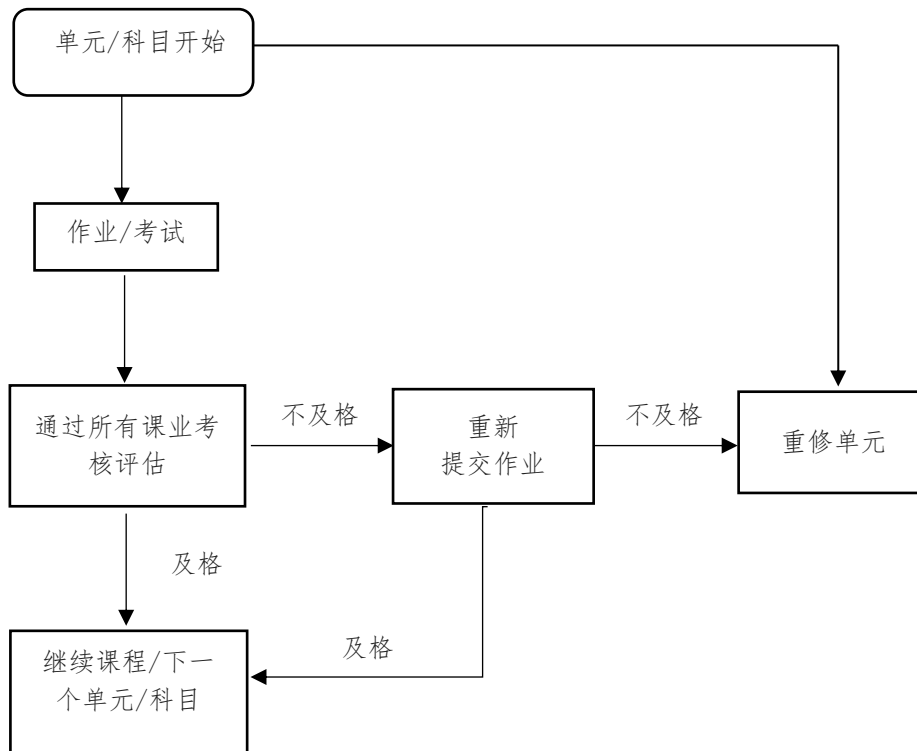 单元/科目开始
作业/考试
通过所有课业考
核评估
不及格
重新
提交作业
不及格
重修单元
及格
及格
继续课程/下一
个单元/科目